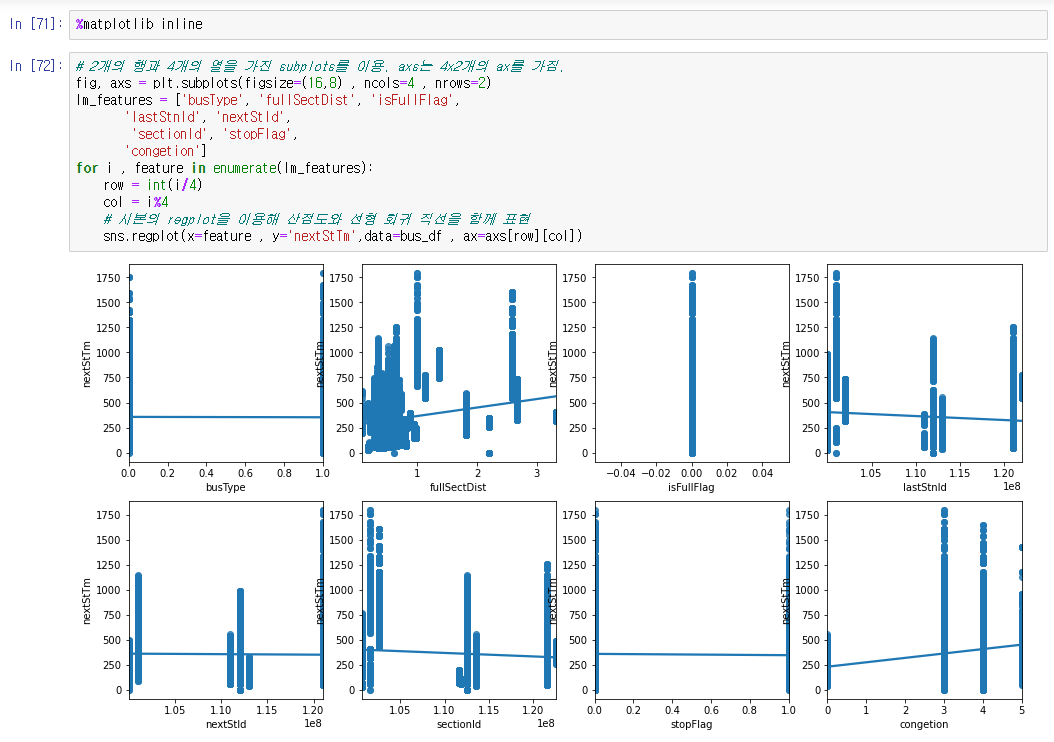 In [71]: %matplotlib inline
In [72]: # 2개의 행과 4개의 열을 가진 subplots를 이용. axs는 4x2개의 ax를 가짐.
fig, axs = plt.subplots(figsize=(16,8) , ncols=4 , nrows=2)
lm_features = ['busType', 'fullSectDist', 'isFullFlag',
'lastStnId', 'nextStId',
'sectionId', 'stopFlag',
'congetion']
for i , feature in enumerate(lm_features):
row = int(i/4)
col = i%4
# 시본의 regplot을 이용해 산점도와 선형 회귀 직선을 함께 표현
sns.regplot(x=feature , y='nextStTm',data=bus_df , ax=axs[row][col])
nextStTm
1750
1500
1250
1000
750
500
250
0
0.0 0.2 0.4 0.6 0.8 1.0
busType
nextStTm
1750
1500
1250
1000
750
500
250
0
1 2 3
fullSectDist
nextStTm
1750
1500
1250
1000
750
500
250
0
−0.04 −0.02 0.00 0.02 0.04
isFullFlag
nextStTm
1750
1500
1250
1000
750
500
250
0
1.05 1.10 1.15 1.20
1e8
lastStnId
nextStTm
1750
1500
1250
1000
750
500
250
0
1.05 1.10 1.15 1.20
1e8
nextStId
nextStTm
1750
1500
1250
1000
750
500
250
0
1.05 1.10 1.15 1.20
1e8
sectionId
nextStTm
1750
1500
1250
1000
750
500
250
0
0.0 0.2 0.4 0.6 0.8 1.0
stopFlag
nextStTm
1750
1500
1250
1000
750
500
250
0
0 1 2 3 4 5
congetion